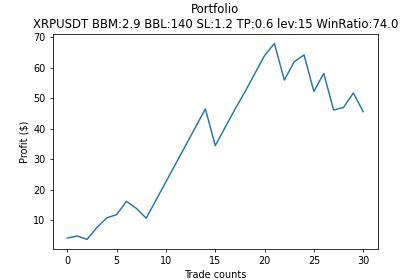 Portfolio
XRPUSDT BBM:2.9 BBL:140 SL:1.2 TP:0.6 lev:15 WinRatio:74.0
70
60
50
40
30
20
10
Profit ($)
0 5 10 15 20 25 30
Trade counts